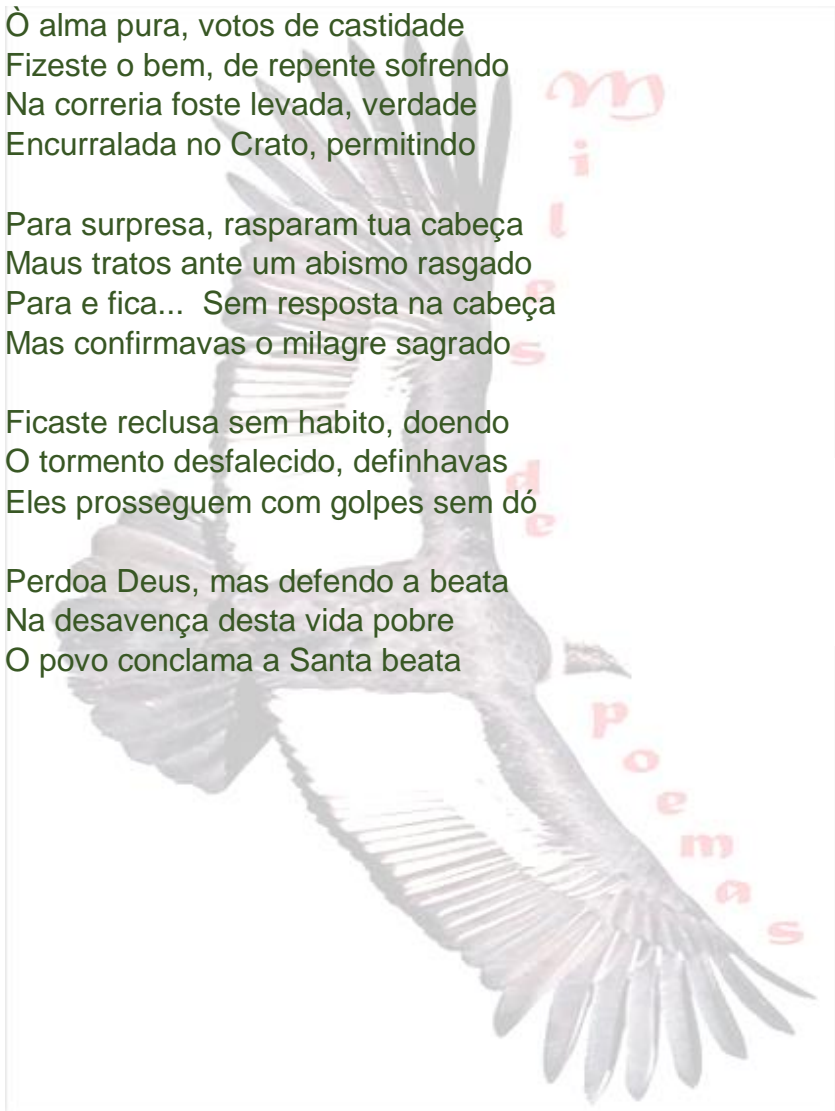 Ò alma pura, votos de castidade
Fizeste o bem, de repente sofrendo
Na correria foste levada, verdade
Encurralada no Crato, permitindo
Para surpresa, rasparam tua cabeça
Maus tratos ante um abismo rasgado
Para e fica...  Sem resposta na cabeça
Mas confirmavas o milagre sagrado
Ficaste reclusa sem habito, doendo
O tormento desfalecido, definhavas
Eles prosseguem com golpes sem dó
Perdoa Deus, mas defendo a beata
Na desavença desta vida pobre
O povo conclama a Santa beata
Miles de poemas